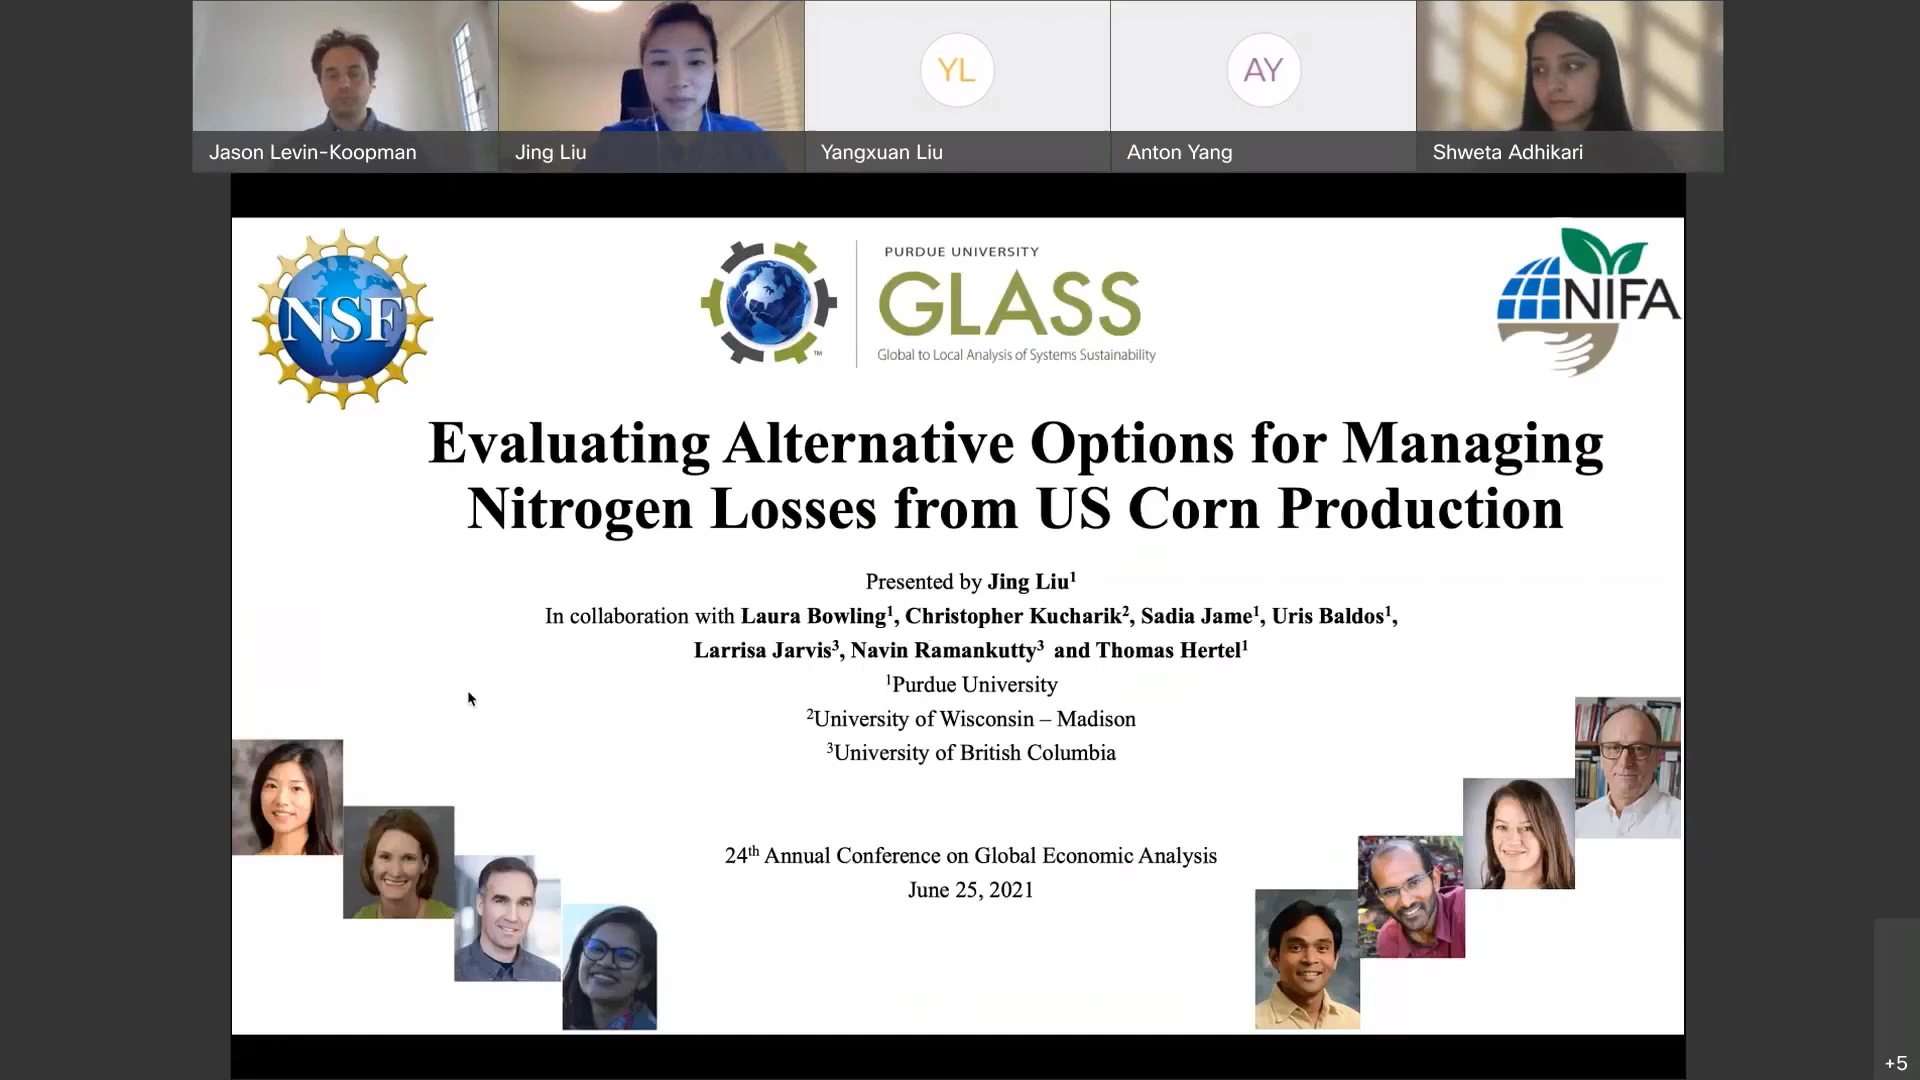 YL
AY
Jason Levin-Koopman
Jing Liu
Yangxuan Liu
Anton Yang
Shweta Adhikari
NSF
PURDUE UNIVERSITY
GLASS
Global to Local Analysis of Systems Sustainability
TM
NIFA
Evaluating Alternative Options for Managing
Nitrogen Losses from US Corn Production
Presented by Jing Liu¹
In collaboration with Laura Bowling¹, Christopher Kucharik², Sadia Jame¹, Uris Baldos¹,
Larrisa Jarvis³, Navin Ramankutty³ and Thomas Hertel¹
¹Purdue University
²University of Wisconsin – Madison
³University of British Columbia
24th Annual Conference on Global Economic Analysis
June 25, 2021
+5